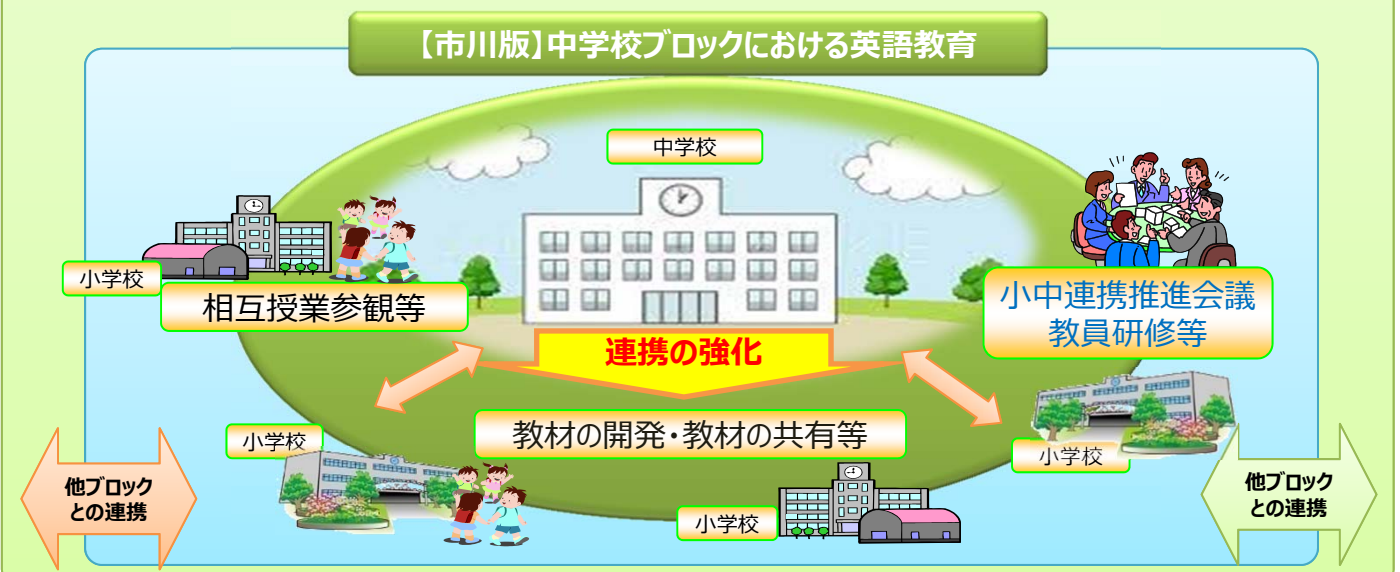 【市川版】中学校ブロックにおける英語教育
中学校
小学校
相互授業参観等
小中連携推進会議
教員研修等
連携の強化
教材の開発・教材の共有等
小学校
小学校
小学校
他ブロック
との連携
他ブロック
との連携